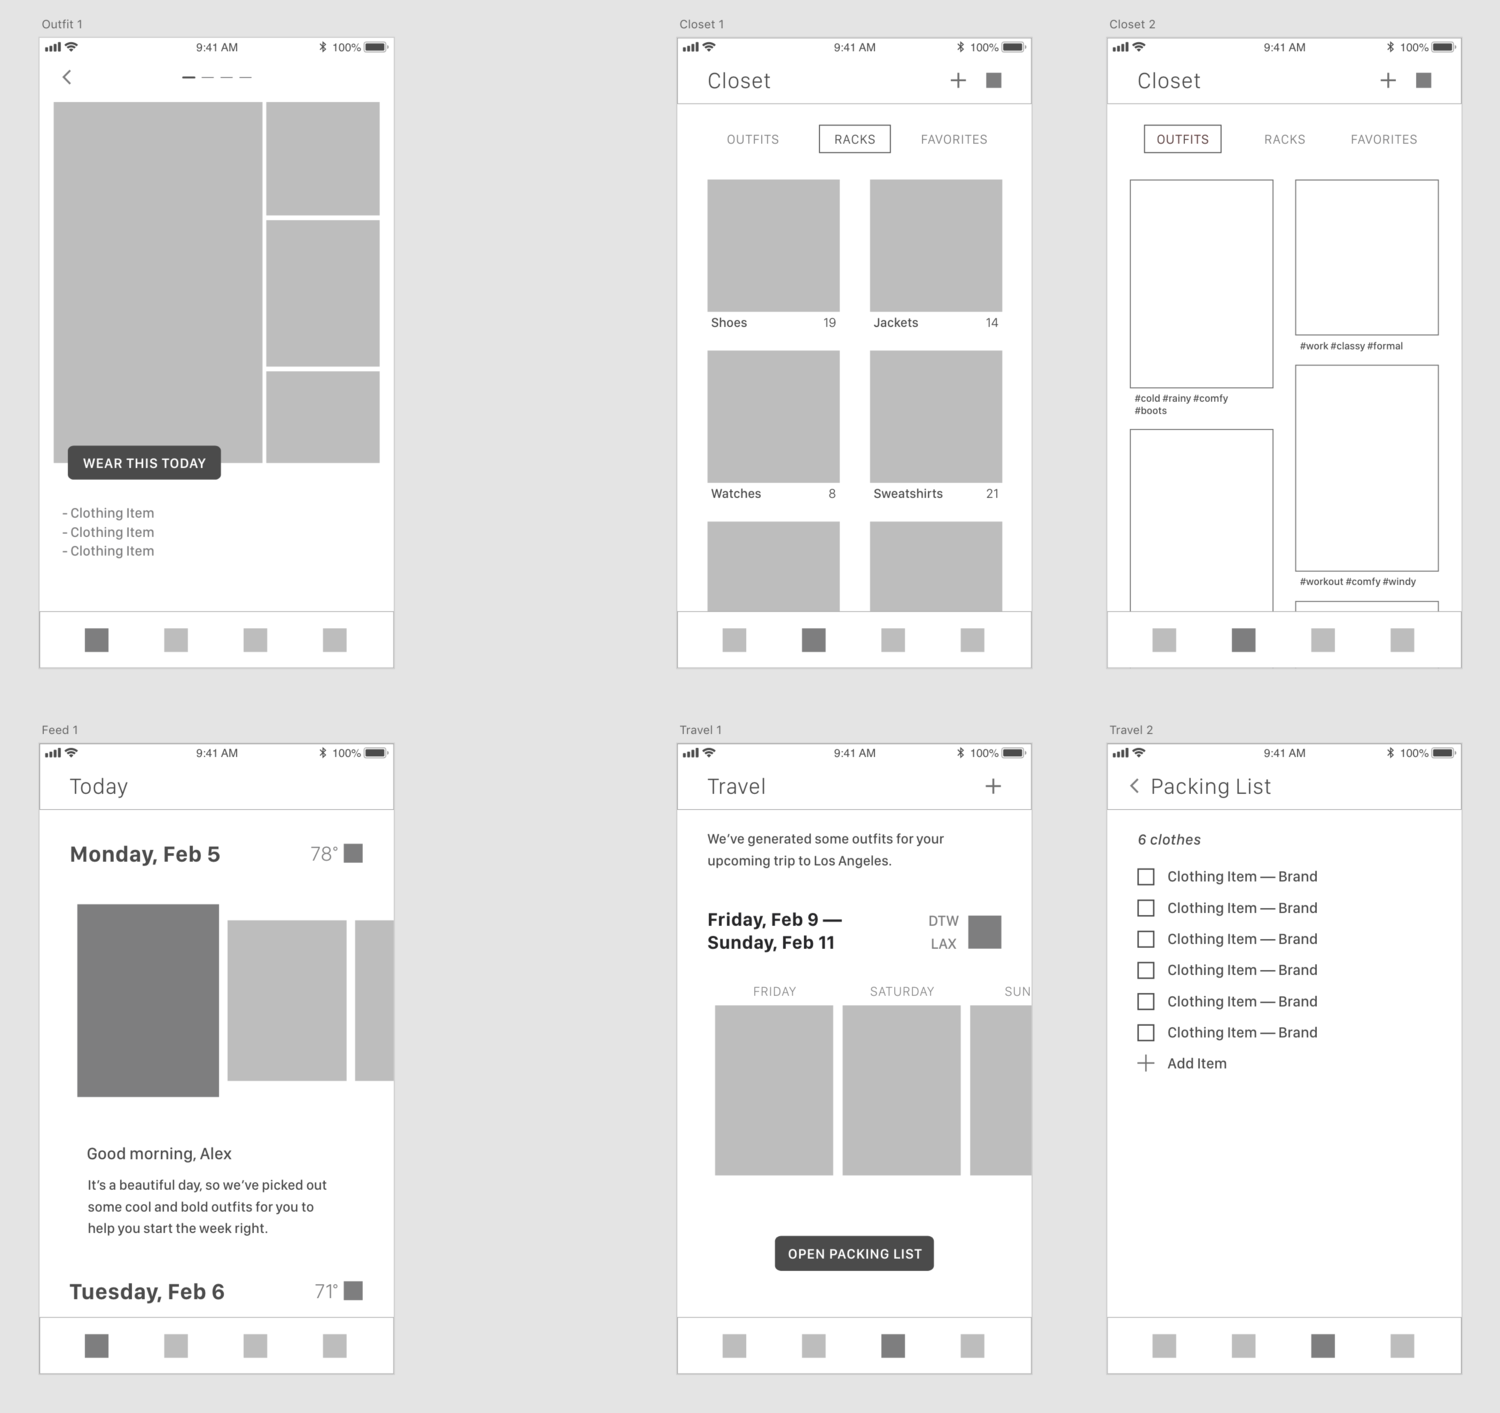 Outfit 1
9:41 AM
100%
WEAR THIS TODAY
- Clothing Item
- Clothing Item
- Clothing Item
Closet 1
9:41 AM
100%
Closet
OUTFITS RACKS FAVORITES
Shoes 19 Jackets 14
Watches 8 Sweatshirts 21
Closet 2
9:41 AM
100%
Closet
OUTFITS RACKS FAVORITES
#work #classy #formal
#cold #rainy #comfy
#boots
#workout #comfy #windy
Feed 1
9:41 AM
100%
Today
Monday, Feb 5 78°
Good morning, Alex
It's a beautiful day, so we've picked out
some cool and bold outfits for you to
help you start the week right.
Tuesday, Feb 6 71°
Travel 1
9:41 AM
100%
Travel
We've generated some outfits for your
upcoming trip to Los Angeles.
Friday, Feb 9 — DTW
Sunday, Feb 11 LAX
FRIDAY SATURDAY SUN
OPEN PACKING LIST
Travel 2
9:41 AM
100%
Packing List
6 clothes
Clothing Item — Brand
Clothing Item — Brand
Clothing Item — Brand
Clothing Item — Brand
Clothing Item — Brand
Clothing Item — Brand
Add Item